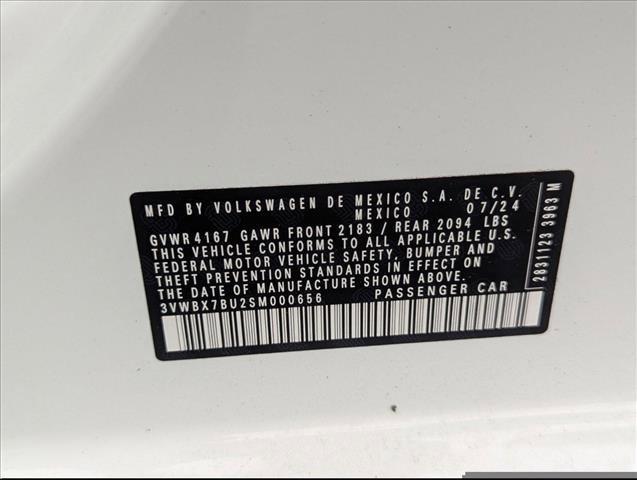 MFD BY VOLKSWAGEN DE MEXICO S.A. DE C.V.
MEXICO 07/24
GVWR 4167 GAWR FRONT 2183 / REAR 2094 LBS
THIS VEHICLE CONFORMS TO ALL APPLICABLE U.S.
FEDERAL MOTOR VEHICLE SAFETY, BUMPER AND
THEFT PREVENTION STANDARDS IN EFFECT ON
THE DATE OF MANUFACTURE SHOWN ABOVE.
3VWBX7BU2SM000656 PASSENGER CAR
2831123 3963 M